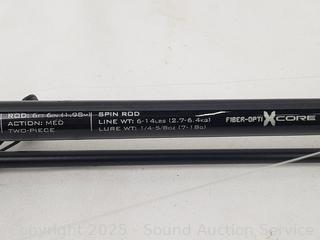 ROD: 6FT 6IN (1.98M) SPIN ROD
ACTION: MED LINE WT: 6-14LBS (2.7-6.4KG)
TWO-PIECE LURE WT: 1/4-5/8OZ (7-18G)
FIBER-OPTI X CORE
Copyright 2025 - Sound Auction Service